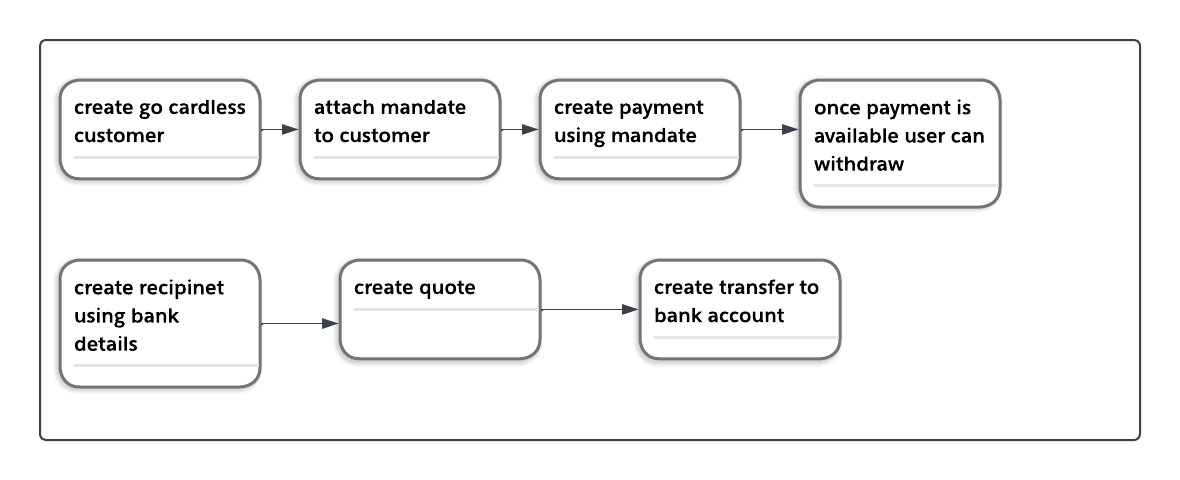 create go cardless
customer
attach mandate
to customer
create payment
using mandate
once payment is
available user can
withdraw
create recipinet
using bank
details
create quote
create transfer to
bank account